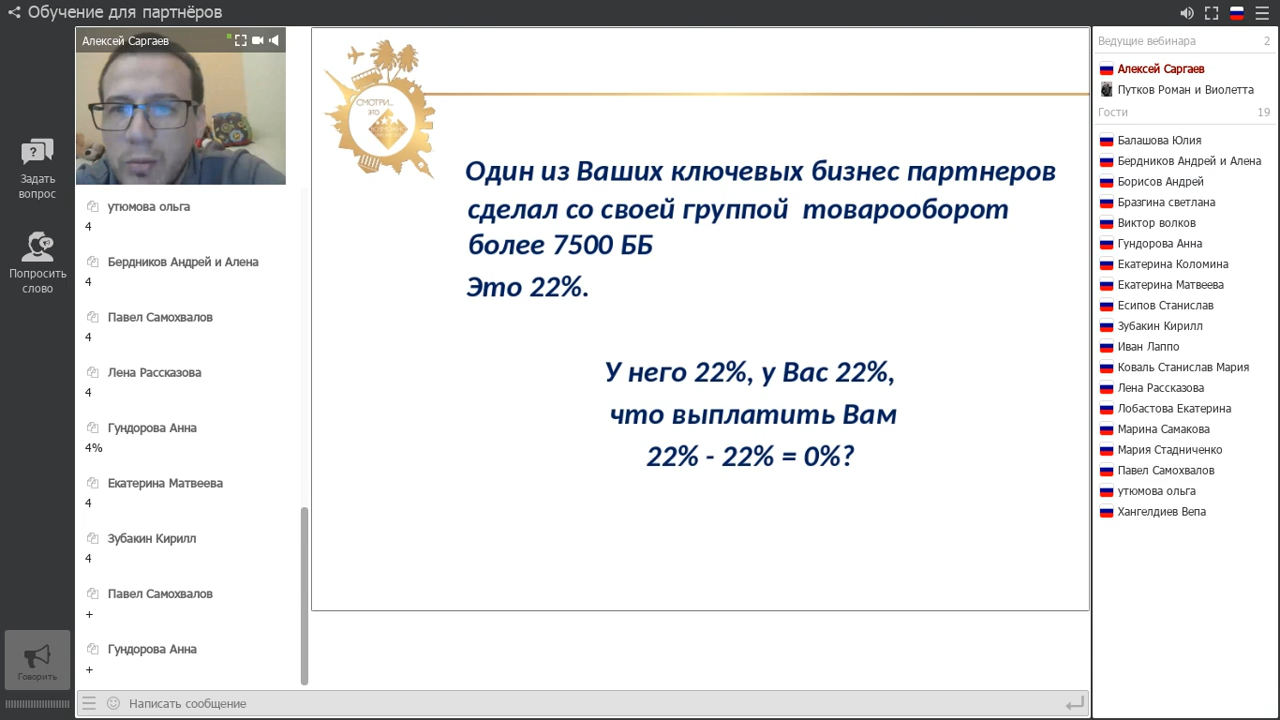 Обучение для партнёров
Задать
вопрос
Попросить
слово
Говорить
Алексей Саргаев
утюмова ольга
4
Бердников Андрей и Алена
4
Павел Самохвалов
4
Лена Рассказова
4
Гундорова Анна
4%
Екатерина Матвеева
4
Зубакин Кирилл
4
Павел Самохвалов
+
Гундорова Анна
+
Написать сообщение
СМОТРИ...
ЭТО
ВОЗМОЖНО
Один из Ваших ключевых бизнес партнеров
сделал со своей группой товарооборот
более 7500 ББ
Это 22%.
У него 22%, у Вас 22%,
что выплатить Вам
22% - 22% = 0%?
Ведущие вебинара 2
Алексей Саргаев
Путков Роман и Виолетта
Гости 19
Балашова Юлия
Бердников Андрей и Алена
Борисов Андрей
Бразгина светлана
Виктор волков
Гундорова Анна
Екатерина Коломина
Екатерина Матвеева
Есипов Станислав
Зубакин Кирилл
Иван Лаппо
Коваль Станислав Мария
Лена Рассказова
Лобастова Екатерина
Марина Самакова
Мария Стадниченко
Павел Самохвалов
утюмова ольга
Хангелдиев Вепа